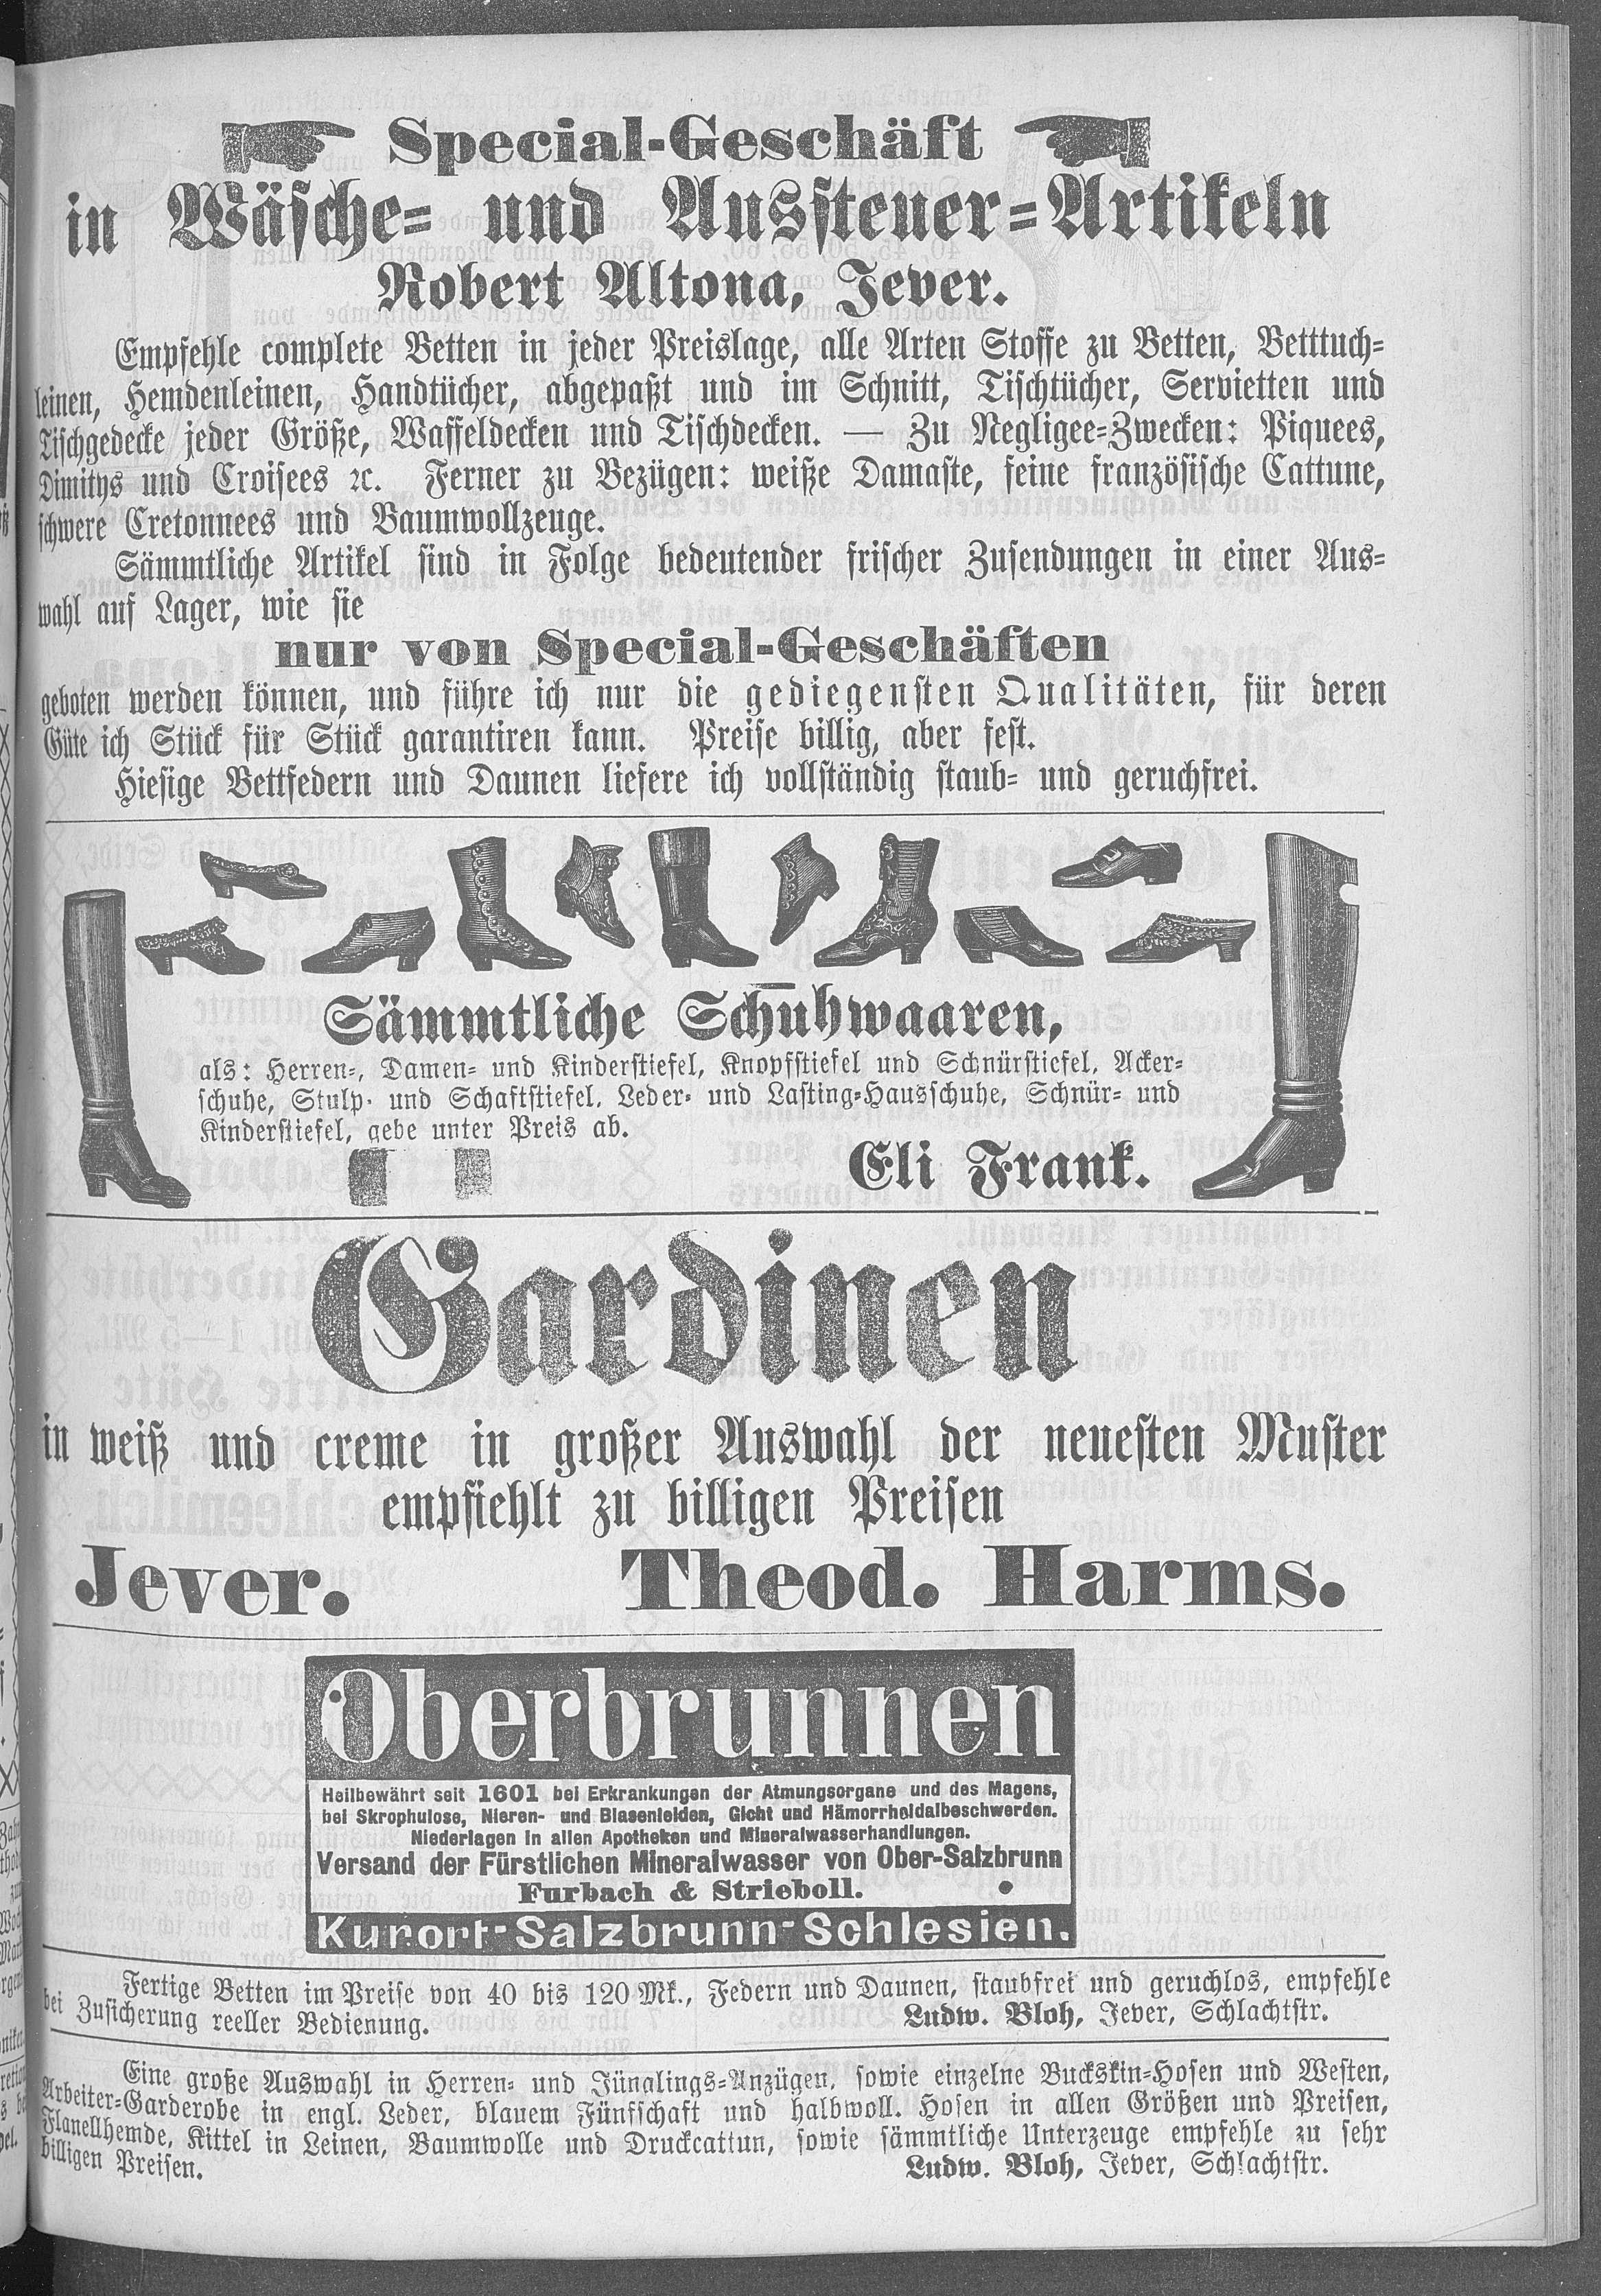 Special-Geschäft
in Wäsche- und Aussteuer-Artikeln
Robert Altona, Jever.
Empfehle complete Betten in jeder Preislage, alle Arten Stoffe zu Betten, Betttuch-
leinen, Hemdenleinen, Handtücher, abgepaßt und im Schnitt, Tischtücher, Servietten und
Tischgedecke jeder Größe, Waffeldecken und Tischdecken. — Zu Negligee-Zwecken: Piquees,
Dimitys und Croisees ꝛc. Ferner zu Bezügen: weiße Damaste, feine französische Cattune,
schwere Cretonnees und Baumwollzeuge.
Sämmtliche Artikel sind in Folge bedeutender frischer Zusendungen in einer Aus-
wahl auf Lager, wie sie
nur von Special-Geschäften
geboten werden können, und führe ich nur die gediegensten Qualitäten, für deren
Güte ich Stück für Stück garantiren kann. Preise billig, aber fest.
Hiesige Bettfedern und Daunen liefere ich vollständig staub- und geruchfrei.
Sämmtliche Schuhwaaren,
als: Herren-, Damen- und Kinderstiefel, Knopfstiefel und Schnürstiefel, Acker-
schuhe, Stulp- und Schaftstiefel, Leder- und Lasting-Hausschuhe, Schnür- und
Kinderstiefel, gebe unter Preis ab.
Eli Frank.
Gardinen
in weiß und creme in großer Auswahl der neuesten Muster
empfiehlt zu billigen Preisen
Jever. Theod. Harms.
Oberbrunnen
Heilbewährt seit 1601 bei Erkrankungen der Atmungsorgane und des Magens,
bei Skrophulose, Nieren- und Blasenleiden, Gicht und Hämorrhoidalbeschwerden.
Niederlagen in allen Apotheken und Mineralwasserhandlungen.
Versand der Fürstlichen Mineralwasser von Ober-Salzbrunn
Furbach & Strieboll.
Kurort-Salzbrunn-Schlesien.
Fertige Betten im Preise von 40 bis 120 Mk., Federn und Daunen, staubfrei und geruchlos, empfehle
bei Zusicherung reeller Bedienung. Ludw. Bloh, Jever, Schlachtstr.
Eine große Auswahl in Herren- und Jünglings-Anzügen, sowie einzelne Buckskin-Hosen und Westen,
Arbeiter-Garderobe in engl. Leder, blauem Fünfschaft und halbwoll. Hosen in allen Größen und Preisen,
Flanellhemde, Kittel in Leinen, Baumwolle und Druckcattun, sowie sämmtliche Unterzeuge empfehle zu sehr
billigen Preisen. Ludw. Bloh, Jever, Schlachtstr.